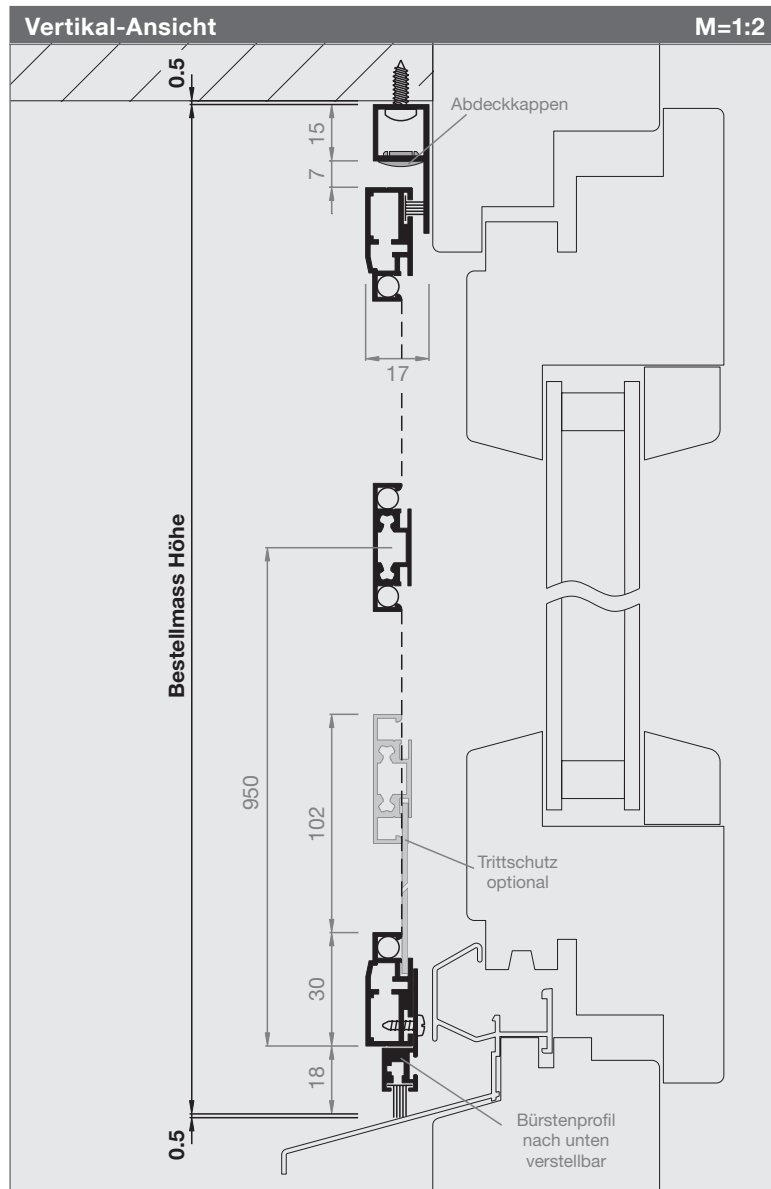 Vertikal-Ansicht M=1:2
0.5
Abdeckkappen
15
7
17
Bestellmass Höhe
950
102
Trittschutz
optional
30
18
Bürstenprofil
nach unten
verstellbar
0.5